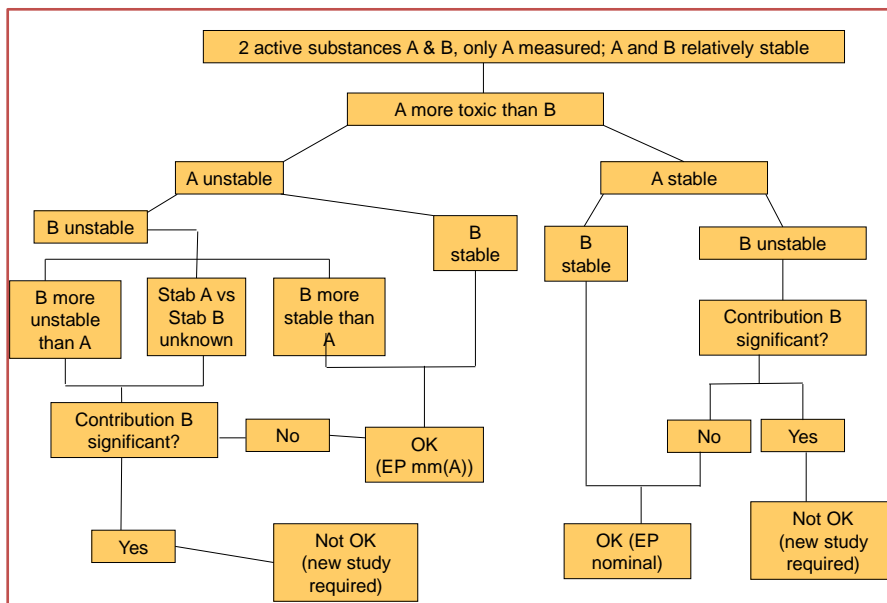 2 active substances A & B, only A measured; A and B relatively stable
A more toxic than B
A unstable
A stable
B unstable
B
stable
B
stable
B unstable
B more
unstable
than A
Stab A vs
Stab B
unknown
B more
stable than
A
Contribution B
significant?
Contribution B
significant?
No
OK
(EP mm(A))
No
Yes
Yes
Not OK
(new study
required)
OK (EP
nominal)
Not OK
(new study
required)